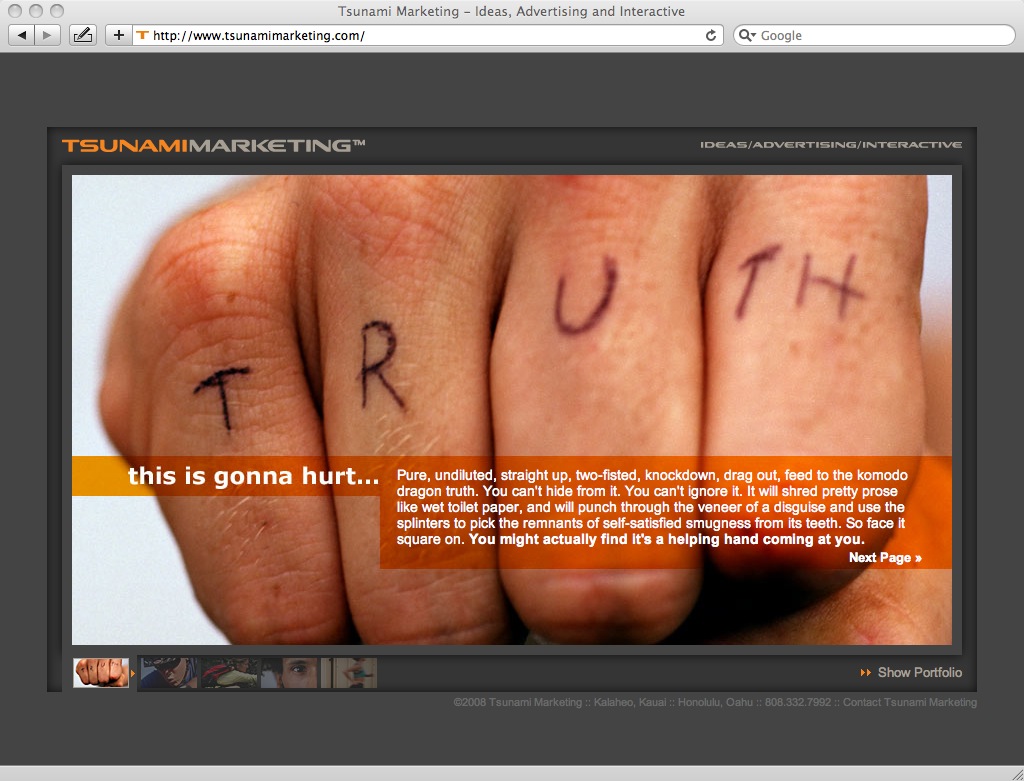 Tsunami Marketing – Ideas, Advertising and Interactive
http://www.tsunamimarketing.com/
Google
TSUNAMIMARKETING™
IDEAS/ADVERTISING/INTERACTIVE
T R U TH
this is gonna hurt...
Pure, undiluted, straight up, two-fisted, knockdown, drag out, feed to the komodo
dragon truth. You can't hide from it. You can't ignore it. It will shred pretty prose
like wet toilet paper, and will punch through the veneer of a disguise and use the
splinters to pick the remnants of self-satisfied smugness from its teeth. So face it
square on. You might actually find it's a helping hand coming at you.
Next Page »
Show Portfolio
©2008 Tsunami Marketing :: Kalaheo, Kauai :: Honolulu, Oahu :: 808.332.7992 :: Contact Tsunami Marketing